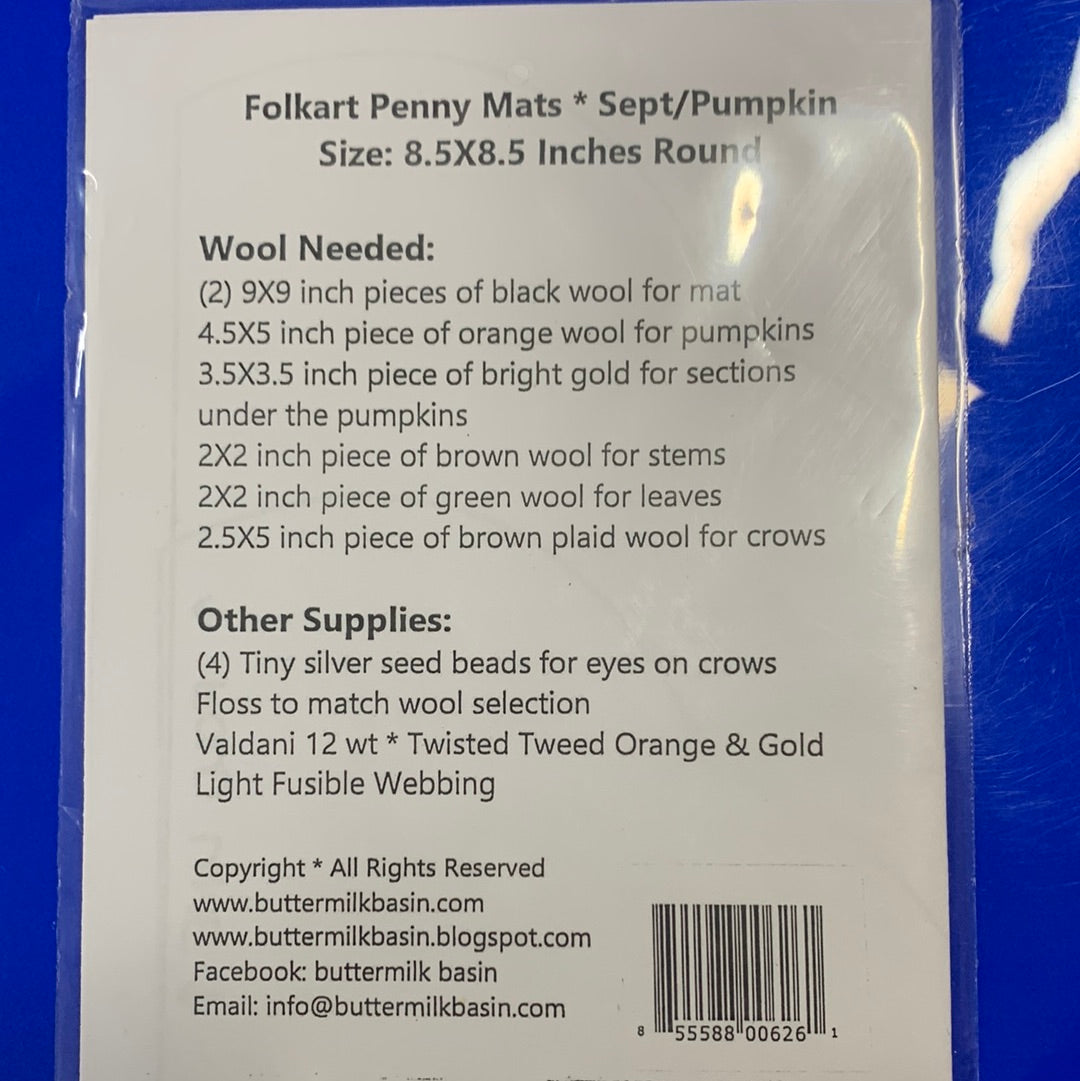 Folkart Penny Mats * Sept/Pumpkin
Size: 8.5X8.5 Inches Round
Wool Needed:
(2) 9X9 inch pieces of black wool for mat
4.5X5 inch piece of orange wool for pumpkins
3.5X3.5 inch piece of bright gold for sections
under the pumpkins
2X2 inch piece of brown wool for stems
2X2 inch piece of green wool for leaves
2.5X5 inch piece of brown plaid wool for crows
Other Supplies:
(4) Tiny silver seed beads for eyes on crows
Floss to match wool selection
Valdani 12 wt * Twisted Tweed Orange & Gold
Light Fusible Webbing
Copyright * All Rights Reserved
www.buttermilkbasin.com
www.buttermilkbasin.blogspot.com
Facebook: buttermilk basin
Email: info@buttermilkbasin.com
8 55588 00626 1